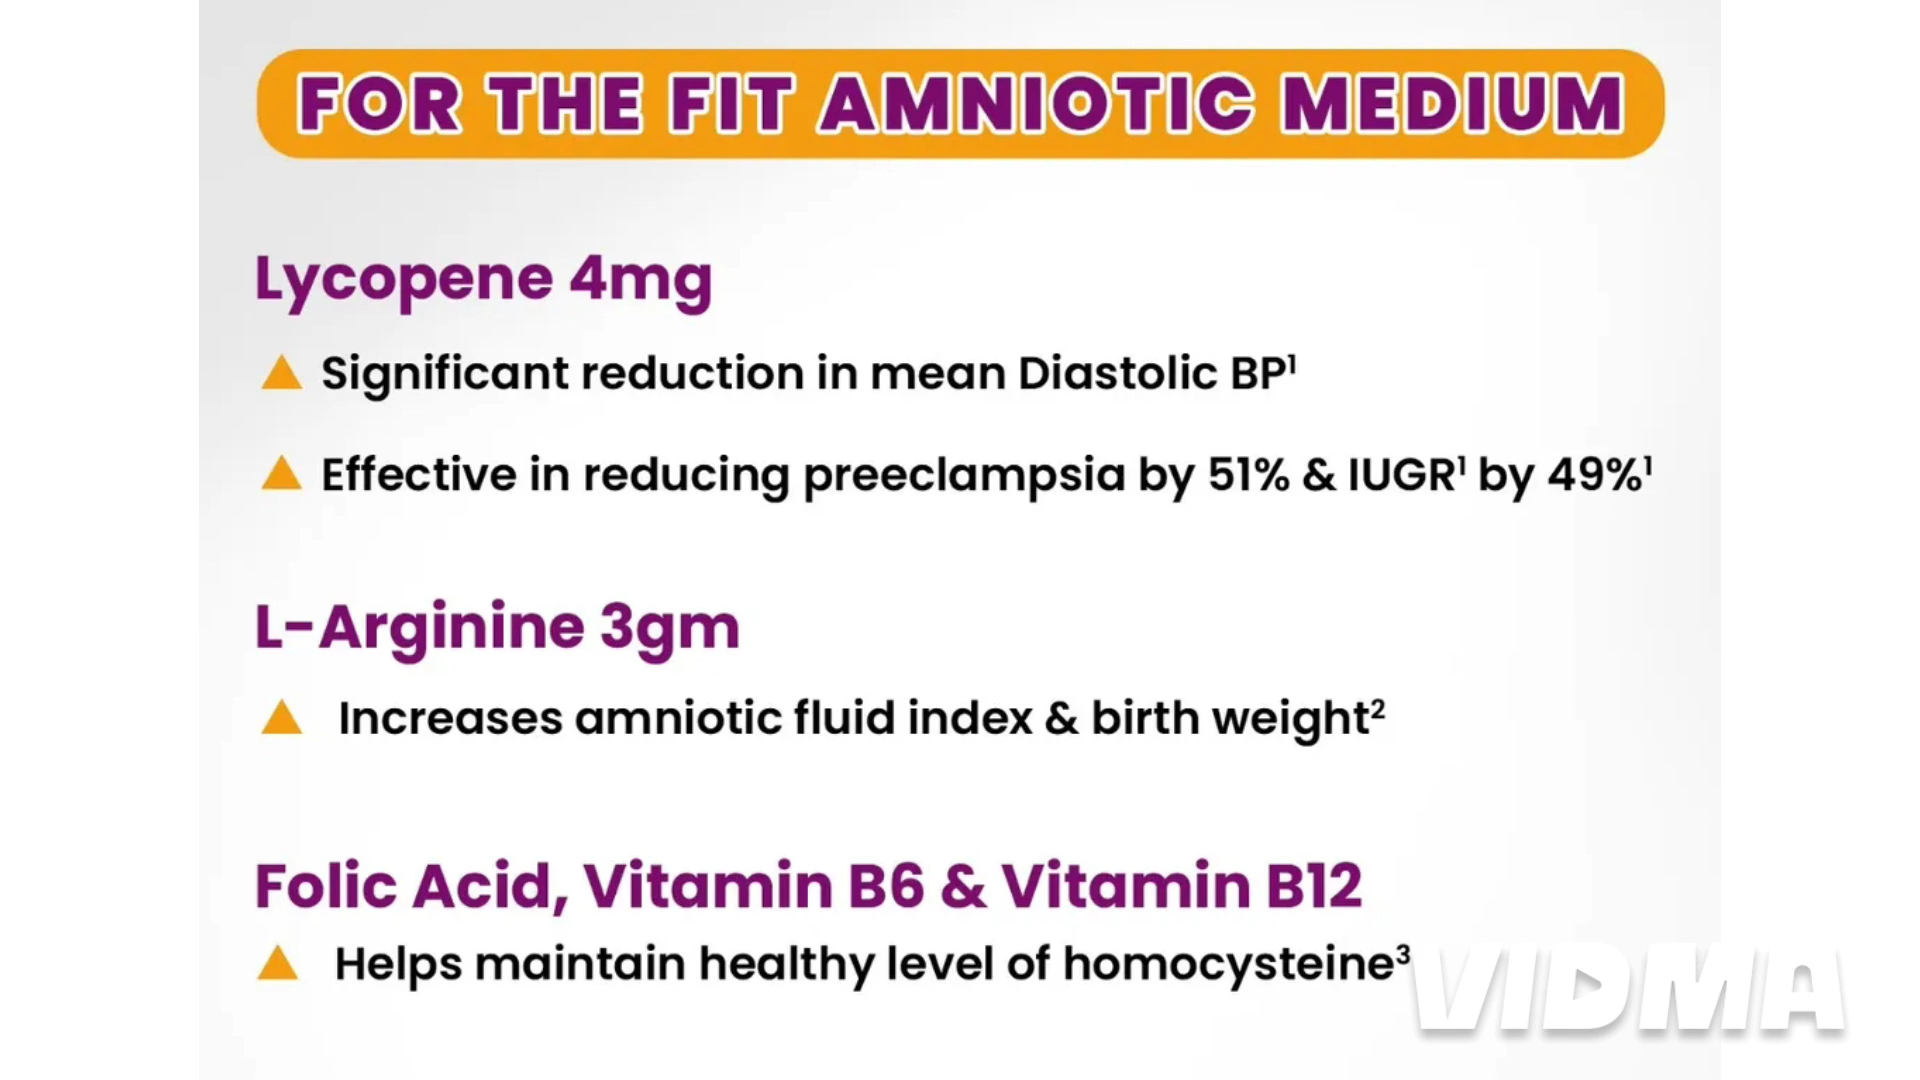 FOR THE FIT AMNIOTIC MEDIUM
Lycopene 4mg
Significant reduction in mean Diastolic BP¹
Effective in reducing preeclampsia by 51% & IUGR¹ by 49%¹
L-Arginine 3gm
Increases amniotic fluid index & birth weight²
Folic Acid, Vitamin B6 & Vitamin B12
Helps maintain healthy level of homocysteine³
VIDMA